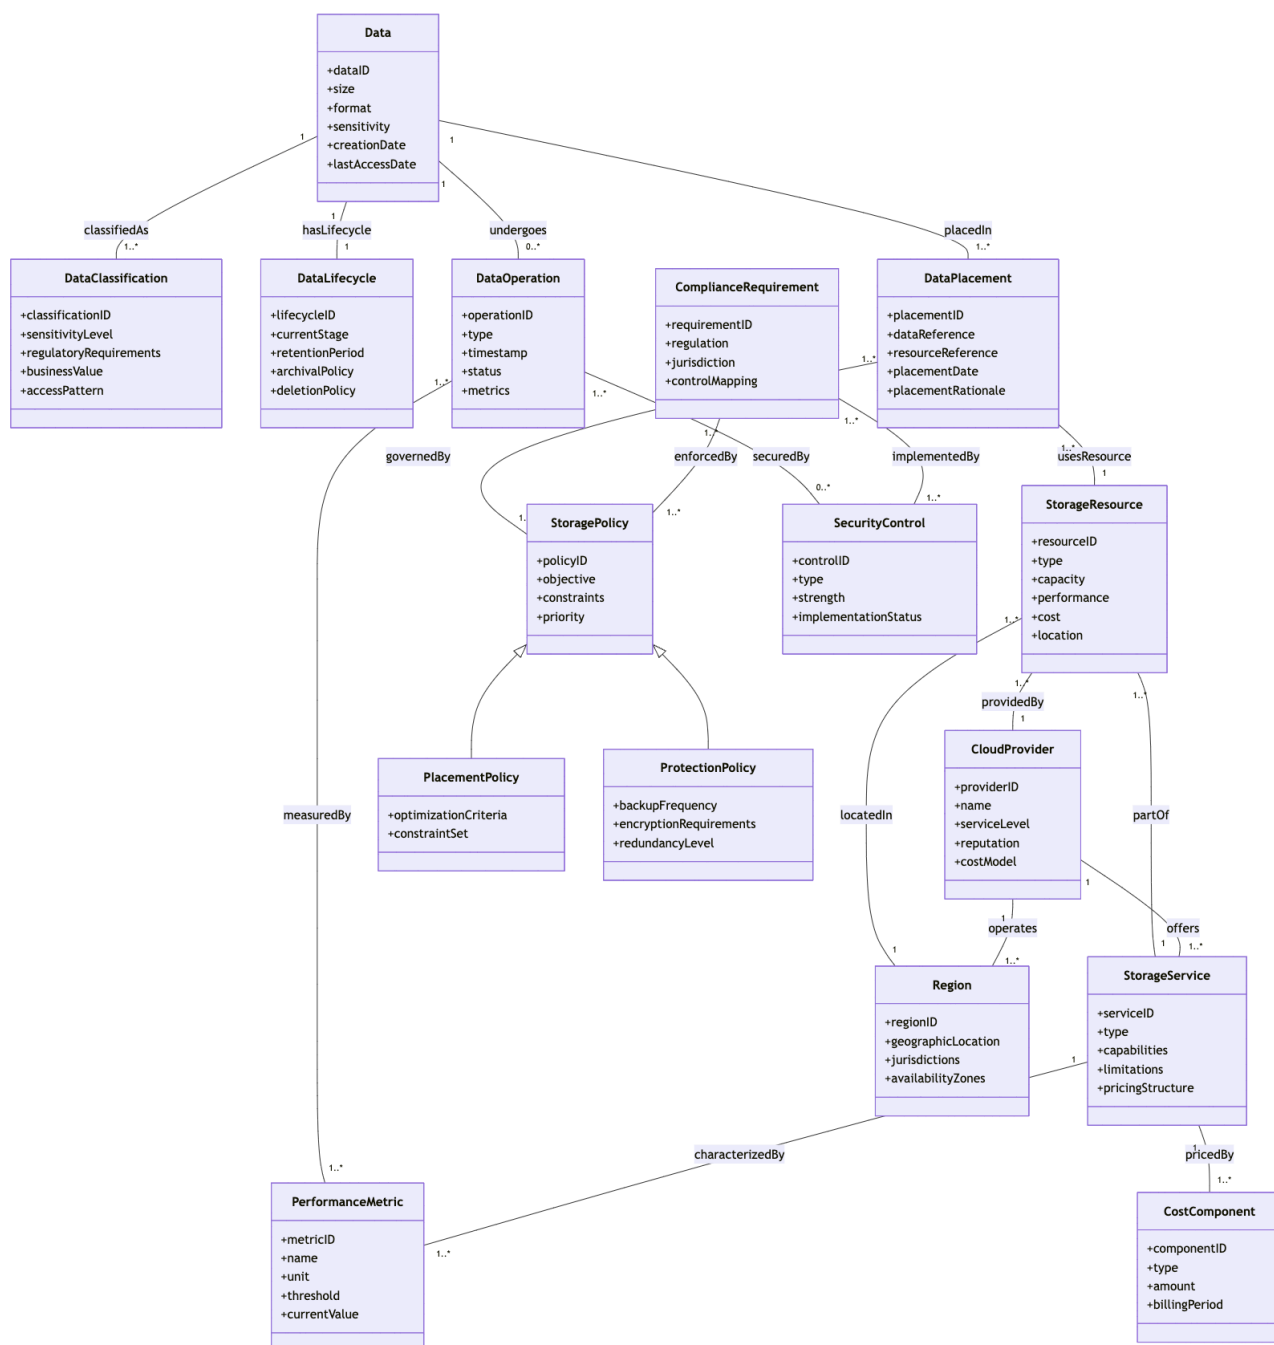 Data
+dataID
+size
+format
+sensitivity
+creationDate
+lastAccessDate
1
1
1
1
classifiedAs
hasLifecycle
undergoes
placedIn
1..*
1
0..*
1..*
DataClassification
+classificationID
+sensitivityLevel
+regulatoryRequirements
+businessValue
+accessPattern
DataLifecycle
+lifecycleID
+currentStage
+retentionPeriod
+archivalPolicy
+deletionPolicy
DataOperation
+operationID
+type
+timestamp
+status
+metrics
ComplianceRequirement
+requirementID
+regulation
+jurisdiction
+controlMapping
DataPlacement
+placementID
+dataReference
+resourceReference
+placementDate
+placementRationale
1..*
1..*
1..*
1..*
1..*
governedBy
enforcedBy
securedBy
implementedBy
1..*
usesResource
1
1.
1..*
0..*
1..*
StoragePolicy
+policyID
+objective
+constraints
+priority
SecurityControl
+controlID
+type
+strength
+implementationStatus
StorageResource
+resourceID
+type
+capacity
+performance
+cost
+location
1..*
1..*
1..*
providedBy
1
PlacementPolicy
+optimizationCriteria
+constraintSet
ProtectionPolicy
+backupFrequency
+encryptionRequirements
+redundancyLevel
CloudProvider
+providerID
+name
+serviceLevel
+reputation
+costModel
measuredBy
locatedIn
partOf
1
1
operates
offers
1
1..*
1
1..*
Region
+regionID
+geographicLocation
+jurisdictions
+availabilityZones
StorageService
+serviceID
+type
+capabilities
+limitations
+pricingStructure
1
characterizedBy
1
pricedBy
1..*
1..*
1..*
PerformanceMetric
+metricID
+name
+unit
+threshold
+currentValue
CostComponent
+componentID
+type
+amount
+billingPeriod